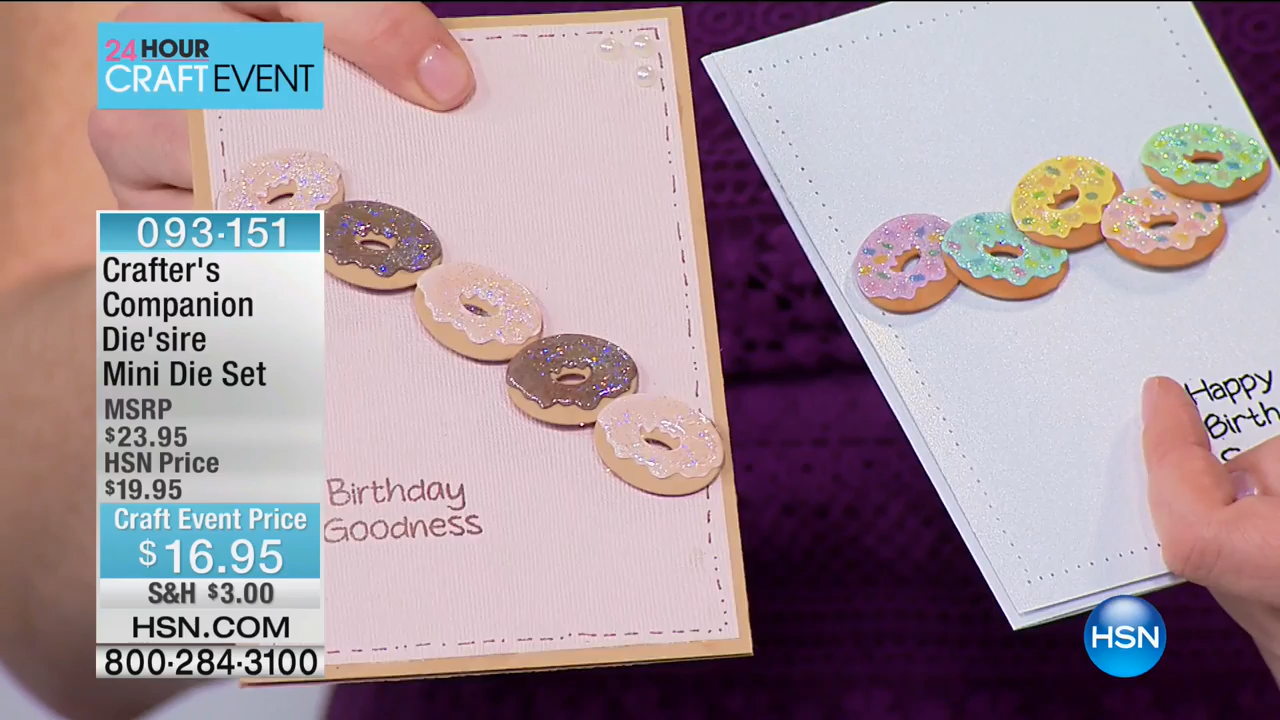 24 HOUR
CRAFT EVENT
093-151
Crafter's
Companion
Die'sire
Mini Die Set
MSRP
$23.95
HSN Price
$19.95
Craft Event Price
$16.95
S&H $3.00
HSN.COM
800-284-3100
Birthday
Goodness
Happy
Birth
HSN